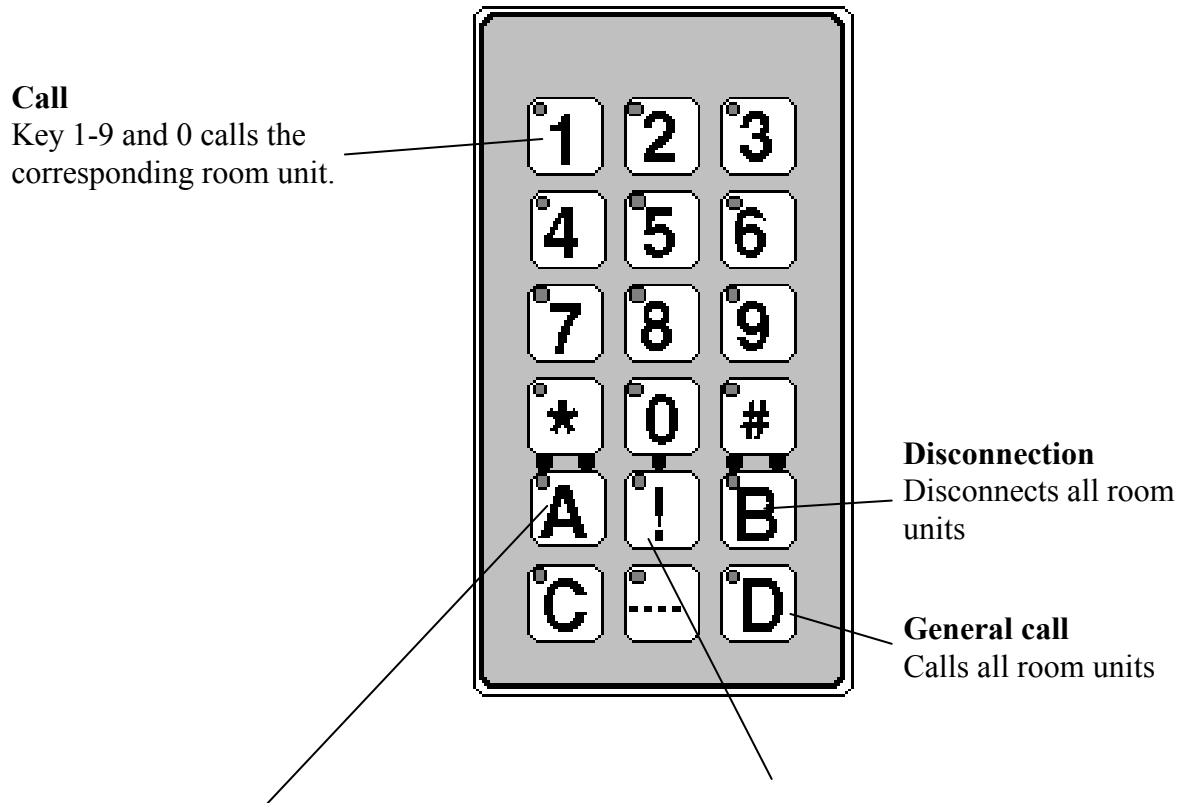 Call
Key 1-9 and 0 calls the
corresponding room unit.
1 2 3
4 5 6
7 8 9
* 0 #
A ! B
C ---- D
Disconnection
Disconnects all room
units
General call
Calls all room units